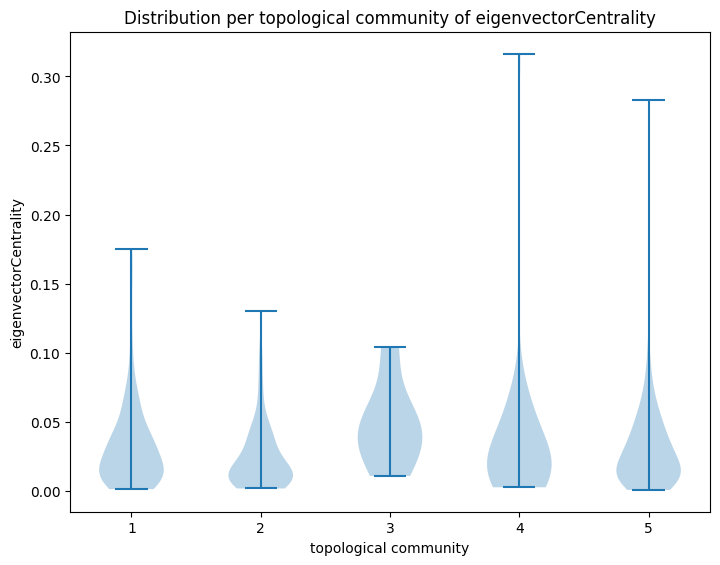 Distribution per topological community of eigenvectorCentrality
eigenvectorCentrality
0.30
0.25
0.20
0.15
0.10
0.05
0.00
1 2 3 4 5
topological community